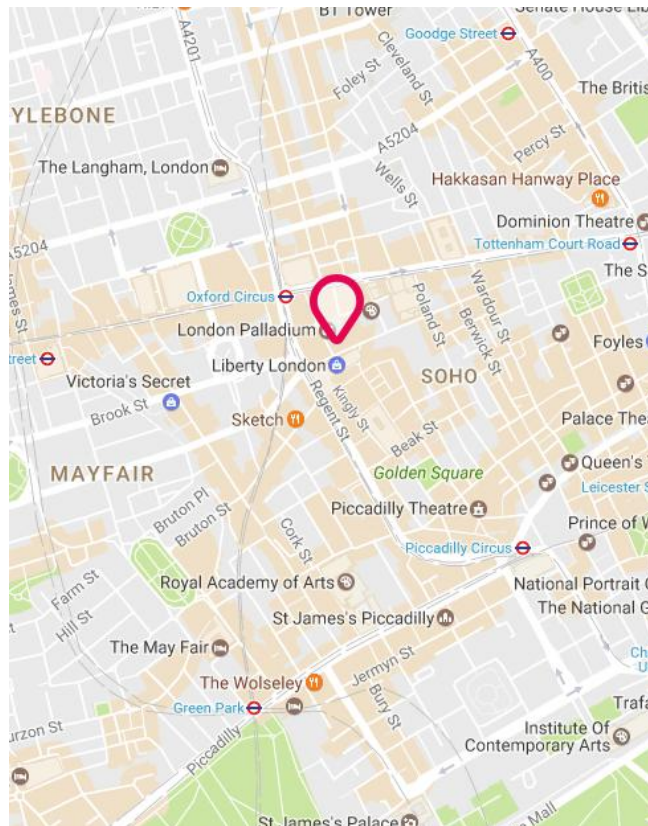 BT Tower
Senate House Lib
Goodge Street
A4201
Cleveland St
A400
Foley St
The Britis
YLEBONE
A5204
Percy St
The Langham, London
Wells St
Hakkasan Hanway Place
Dominion Theatre
A5204
Tottenham Court Road
The S
Oxford Circus
Poland St
Wardour St
Berwick St
James St
London Palladium
Foyles
reet
Liberty London
Victoria's Secret
SOHO
Kingly St
Brook St
Regent St
Sketch
Palace Thea
Beak St
MAYFAIR
Golden Square
Queen's T
Leicester S
Bruton Pl
Bruton St
Piccadilly Theatre
Prince of W
Cork St
Piccadilly Circus
Farm St
Royal Academy of Arts
National Portrait G
The National G
Hill St
St James's Piccadilly
The May Fair
Jermyn St
Ch
The Wolseley
Bury St
Green Park
Trafa
urzon St
Institute Of
Contemporary Arts
Piccadilly
St James's Palace
e Mall